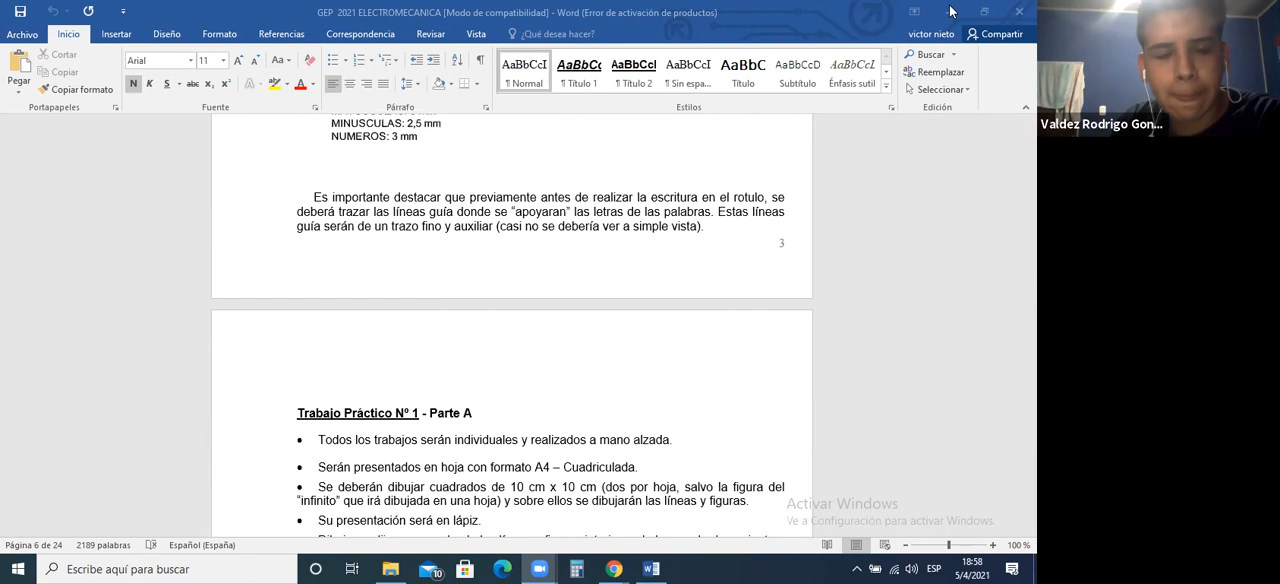 GEP 2021 ELECTROMECANICA [Modo de compatibilidad] - Word (Error de activación de productos)
Archivo Inicio Insertar Diseño Formato Referencias Correspondencia Revisar Vista ¿Qué desea hacer? victor nieto Compartir
Pegar
Cortar
Copiar
Copiar formato
Portapapeles
Arial 11
Aa
N K S abc x₂ x²
Fuente
Párrafo
AaBbCcI AaBbCc AaBbCcI AaBbCcI AaBbC AaBbCcD AaBbCcL
¶ Normal ¶ Título 1 ¶ Título 2 ¶ Sin espa... Título Subtítulo Énfasis sutil
Estilos
Buscar
Reemplazar
Seleccionar
Edición
MINUSCULAS: 2,5 mm
NUMEROS: 3 mm
Es importante destacar que previamente antes de realizar la escritura en el rotulo, se
deberá trazar las líneas guía donde se “apoyaran” las letras de las palabras. Estas líneas
guía serán de un trazo fino y auxiliar (casi no se debería ver a simple vista).
3
Trabajo Práctico Nº 1 - Parte A
• Todos los trabajos serán individuales y realizados a mano alzada.
• Serán presentados en hoja con formato A4 – Cuadriculada.
• Se deberán dibujar cuadrados de 10 cm x 10 cm (dos por hoja, salvo la figura del
“infinito” que irá dibujada en una hoja) y sobre ellos se dibujarán las líneas y figuras.
• Su presentación será en lápiz.
Activar Windows
Ve a Configuración para activar Windows.
Página 6 de 24 2189 palabras Español (España) 100 %
Escribe aquí para buscar
10
ESP
18:58
5/4/2021
Valdez Rodrigo Gon...